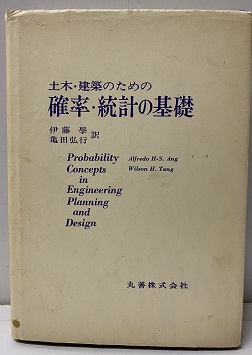 土木・建築のための
確率・統計の基礎
伊藤 學
亀田弘行 訳
Probability
Concepts
in
Engineering
Planning
and
Design
Alfredo H-S. Ang
Wilson H. Tang
丸善株式会社